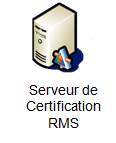 Serveur de
Certification
RMS